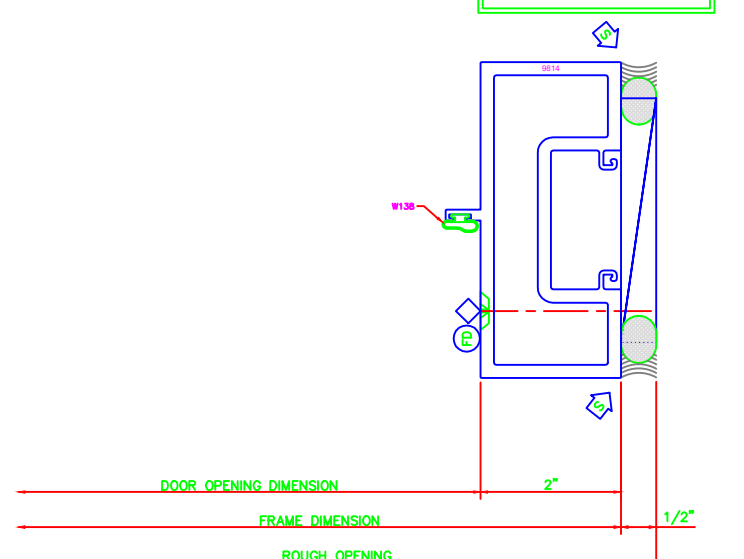 S
9814
W138
FD
S
DOOR OPENING DIMENSION
2"
FRAME DIMENSION
1/2"
ROUGH OPENING